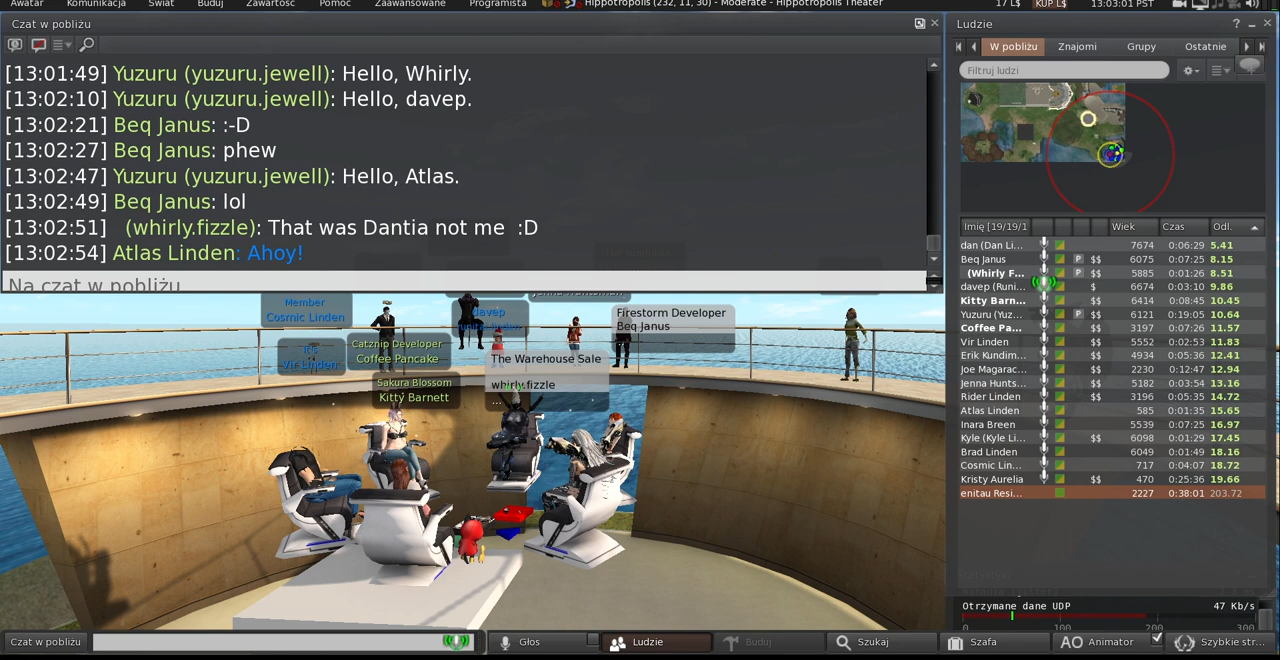 Awatar Komunikacja Świat Buduj Zawartość Pomoc Zaawansowane Programista Hippotropolis (232, 11, 30) - Moderate - Hippotropolis Theater 17 L$ KUP L$ 13:03:01 PST
Czat w pobliżu
[13:01:49] Yuzuru (yuzuru.jewell): Hello, Whirly.
[13:02:10] Yuzuru (yuzuru.jewell): Hello, davep.
[13:02:21] Beq Janus: :-D
[13:02:27] Beq Janus: phew
[13:02:47] Yuzuru (yuzuru.jewell): Hello, Atlas.
[13:02:49] Beq Janus: lol
[13:02:51] (whirly.fizzle): That was Dantia not me :D
[13:02:54] Atlas Linden: Ahoy!
Na czat w pobliżu
Member
Cosmic Linden
davep
Firestorm Developer
Beq Janus
Vir Linden
Catznip Developer
Coffee Pancake
The Warehouse Sale
whirly.fizzle
...
Sakura Blossom
Kitty Barnett
Ludzie
W pobliżu Znajomi Grupy Ostatnie
Filtruj ludzi
Imię [19/19/1 Wiek Czas Odl.
dan (Dan Li... 7674 0:06:29 5.41
Beq Janus P $$ 6075 0:07:25 8.15
(Whirly F... P $$ 5885 0:01:26 8.51
davep (Runi... $ 6674 0:03:10 9.86
Kitty Barn... $$ 6414 0:08:45 10.45
Yuzuru (Yuz... P $$ 6121 0:19:05 10.64
Coffee Pa... $$ 3197 0:07:26 11.57
Vir Linden 5552 0:02:53 11.83
Erik Kundim... $$ 4934 0:05:36 12.41
Joe Magarac... $$ 2230 0:12:47 12.94
Jenna Hunts... $$ 5182 0:03:54 13.16
Rider Linden $$ 3196 0:05:35 14.72
Atlas Linden 585 0:01:35 15.65
Inara Breen 5539 0:07:25 16.97
Kyle (Kyle Li... $$ 6098 0:01:29 17.45
Brad Linden 6049 0:01:49 18.16
Cosmic Lin... 717 0:04:07 18.72
Kristy Aurelia $$ 470 0:25:36 19.66
enitau Resi... 2227 0:38:01 203.72
Otrzymane dane UDP 47 Kb/s
0 100 200 300
Czat w pobliżu Głos Ludzie Buduj Szukaj Szafa AO Animator Szybkie str...